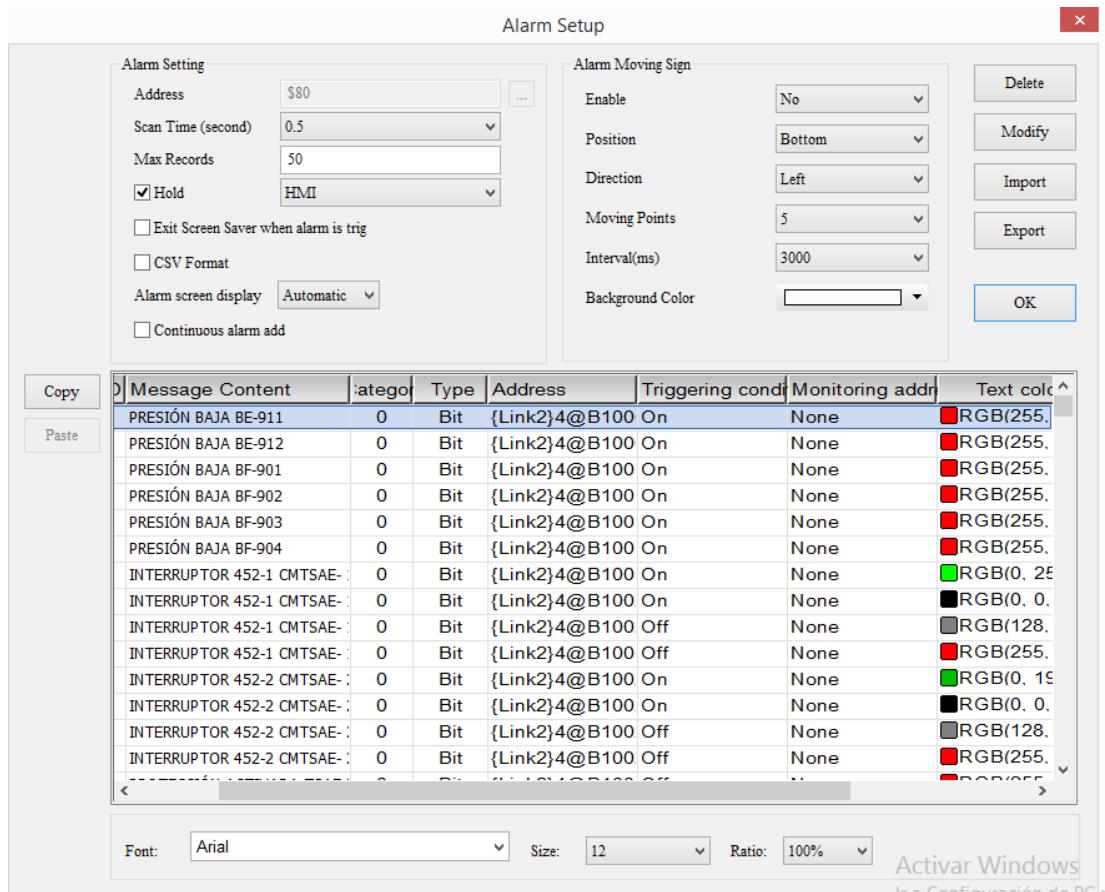 Alarm Setup
Alarm Setting
Address $80 ...
Scan Time (second) 0.5
Max Records 50
Hold HMI
Exit Screen Saver when alarm is trig
CSV Format
Alarm screen display Automatic
Continuous alarm add
Alarm Moving Sign
Enable No
Position Bottom
Direction Left
Moving Points 5
Interval(ms) 3000
Background Color
Delete
Modify
Import
Export
OK
Copy
Paste
Message Content Type Address Triggering condi Monitoring addr Text colo
PRESIÓN BAJA BE-911 0 Bit {Link2}4@B100 On None RGB(255,
PRESIÓN BAJA BE-912 0 Bit {Link2}4@B100 On None RGB(255,
PRESIÓN BAJA BF-901 0 Bit {Link2}4@B100 On None RGB(255,
PRESIÓN BAJA BF-902 0 Bit {Link2}4@B100 On None RGB(255,
PRESIÓN BAJA BF-903 0 Bit {Link2}4@B100 On None RGB(255,
PRESIÓN BAJA BF-904 0 Bit {Link2}4@B100 On None RGB(255,
INTERRUPTOR 452-1 CMTSAE- 0 Bit {Link2}4@B100 On None RGB(0, 25
INTERRUPTOR 452-1 CMTSAE- 0 Bit {Link2}4@B100 On None RGB(0, 0,
INTERRUPTOR 452-1 CMTSAE- 0 Bit {Link2}4@B100 Off None RGB(128,
INTERRUPTOR 452-1 CMTSAE- 0 Bit {Link2}4@B100 Off None RGB(255,
INTERRUPTOR 452-2 CMTSAE- 0 Bit {Link2}4@B100 On None RGB(0, 19
INTERRUPTOR 452-2 CMTSAE- 0 Bit {Link2}4@B100 On None RGB(0, 0,
INTERRUPTOR 452-2 CMTSAE- 0 Bit {Link2}4@B100 Off None RGB(128,
INTERRUPTOR 452-2 CMTSAE- 0 Bit {Link2}4@B100 Off None RGB(255,
Font: Arial Size: 12 Ratio: 100%
Activar Windows